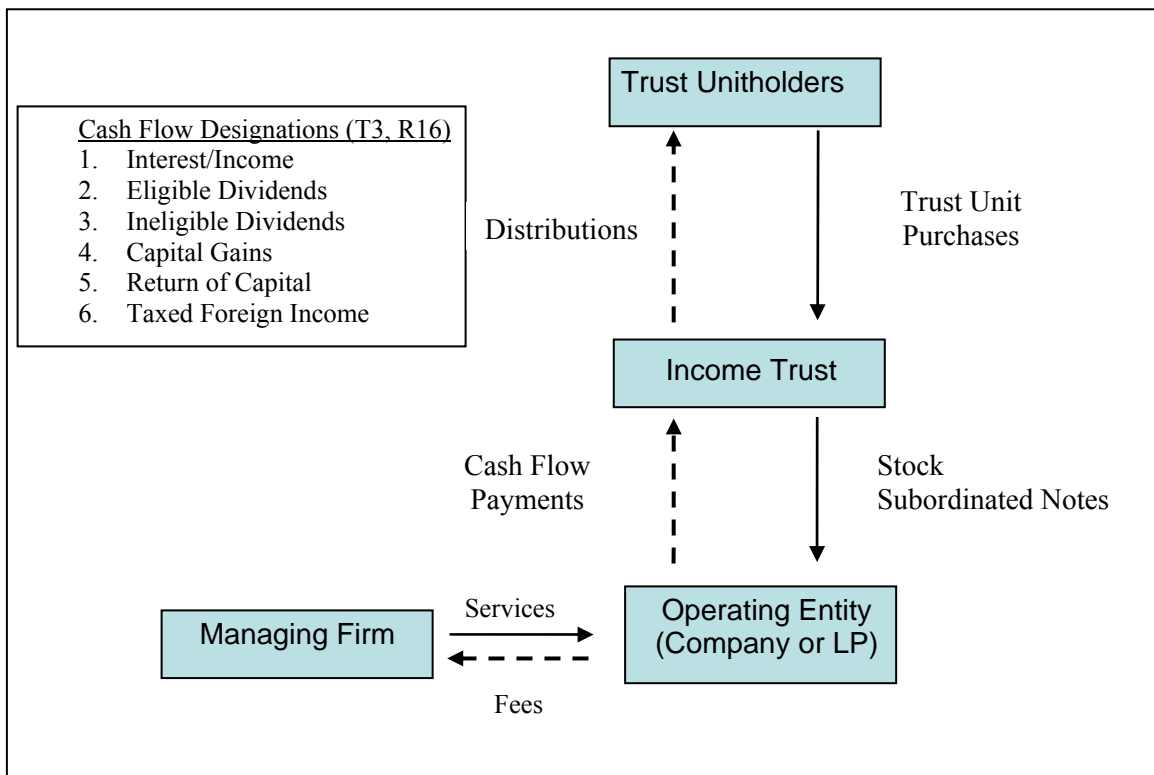 Trust Unitholders
Cash Flow Designations (T3, R16)
1. Interest/Income
2. Eligible Dividends
3. Ineligible Dividends
4. Capital Gains
5. Return of Capital
6. Taxed Foreign Income
Distributions
Trust Unit
Purchases
Income Trust
Cash Flow
Payments
Stock
Subordinated Notes
Managing Firm
Services
Fees
Operating Entity
(Company or LP)